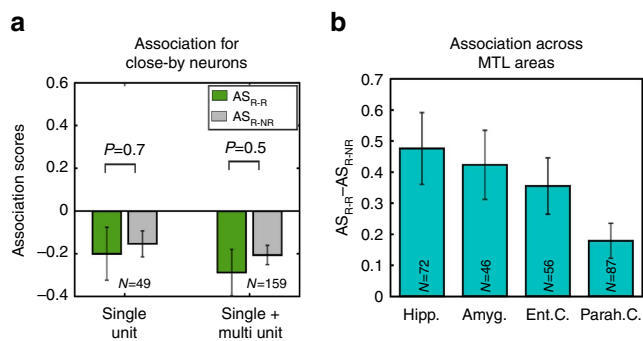 a
Association for
close-by neurons
Association scores
0.6
0.4
0.2
0
−0.2
−0.4
AS_R-R
AS_R-NR
P=0.7
P=0.5
N=49
N=159
Single
unit
Single +
multi unit
b
Association across
MTL areas
AS_R-R–AS_R-NR
0.7
0.6
0.5
0.4
0.3
0.2
0.1
0
N=72
N=46
N=56
N=87
Hipp.
Amyg.
Ent.C.
Parah.C.